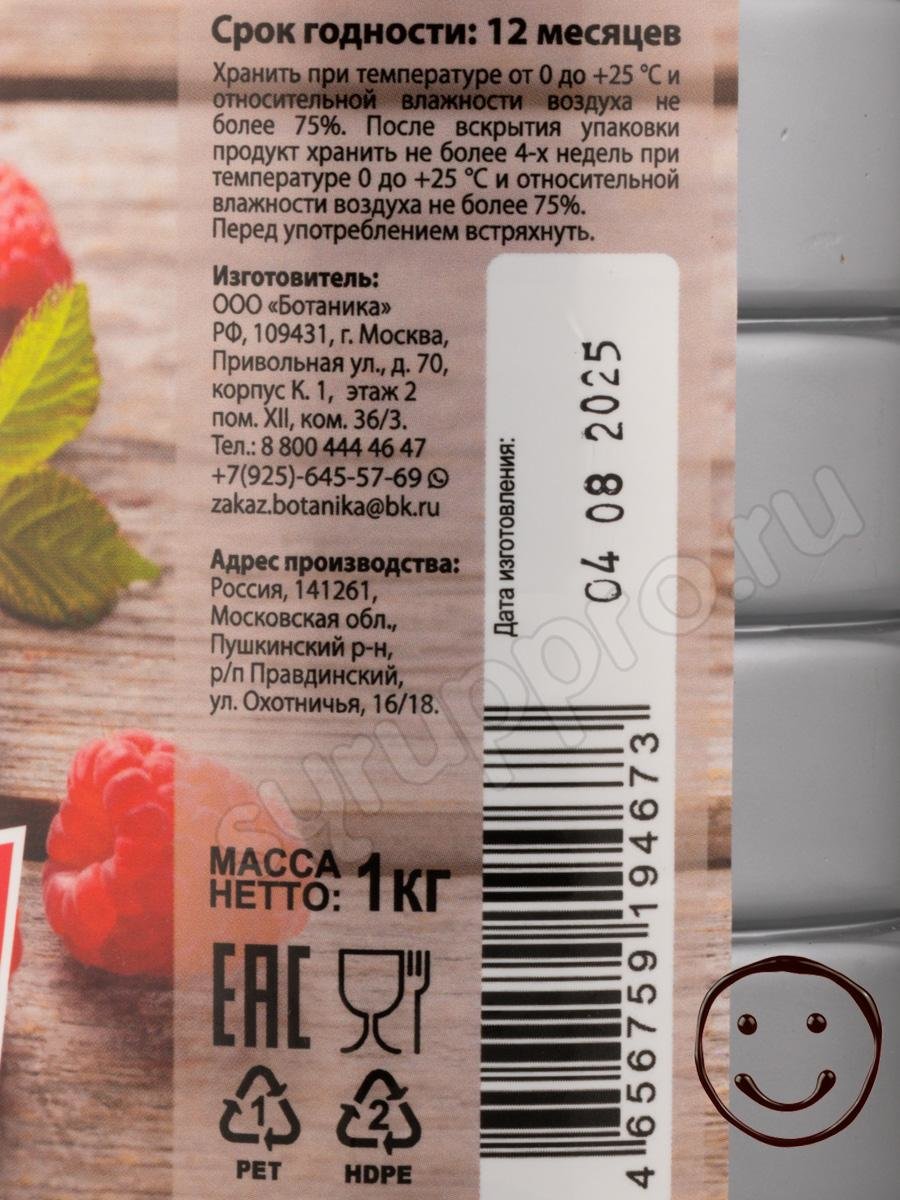 Срок годности: 12 месяцев
Хранить при температуре от 0 до +25 °С и
относительной влажности воздуха не
более 75%. После вскрытия упаковки
продукт хранить не более 4-х недель при
температуре 0 до +25 °С и относительной
влажности воздуха не более 75%.
Перед употреблением встряхнуть.
Изготовитель:
ООО «Ботаника»
РФ, 109431, г. Москва,
Привольная ул., д. 70,
корпус К. 1, этаж 2
пом. XII, ком. 36/3.
Тел.: 8 800 444 46 47
+7(925)-645-57-69
zakaz.botanika@bk.ru
Адрес производства:
Россия, 141261,
Московская обл.,
Пушкинский р-н,
р/п Правдинский,
ул. Охотничья, 16/18.
МАССА
НЕТТО: 1кг
EAC
1
PET
2
HDPE
Дата изготовления:
04 08 2025
4 656759 194673
syruppro.ru